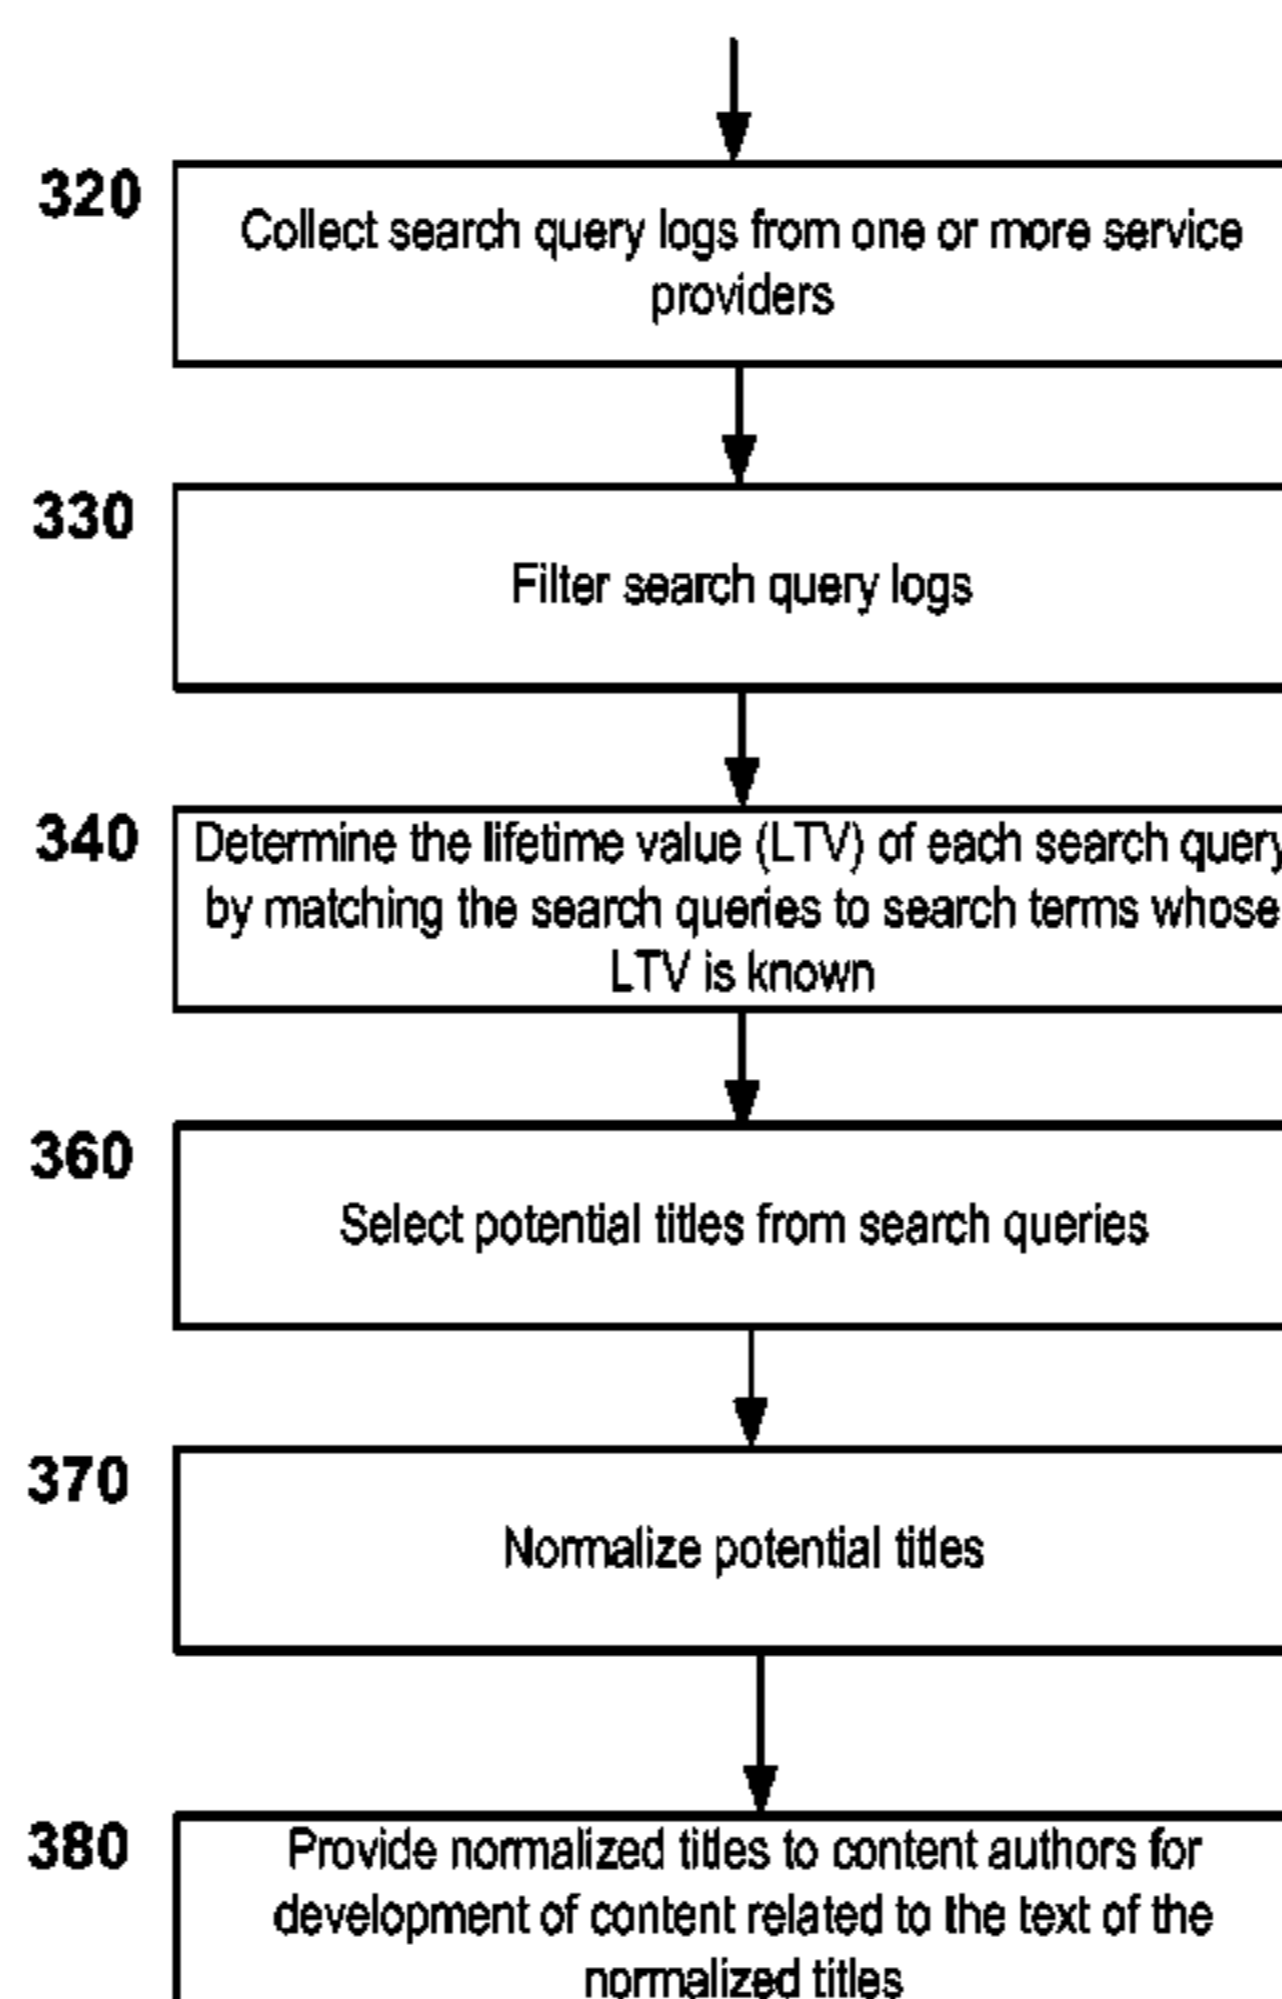 320
Collect search query logs from one or more service
providers
330
Filter search query logs
340
Determine the lifetime value (LTV) of each search query
by matching the search queries to search terms whose
LTV is known
360
Select potential titles from search queries
370
Normalize potential titles
380
Provide normalized titles to content authors for
development of content related to the text of the
normalized titles